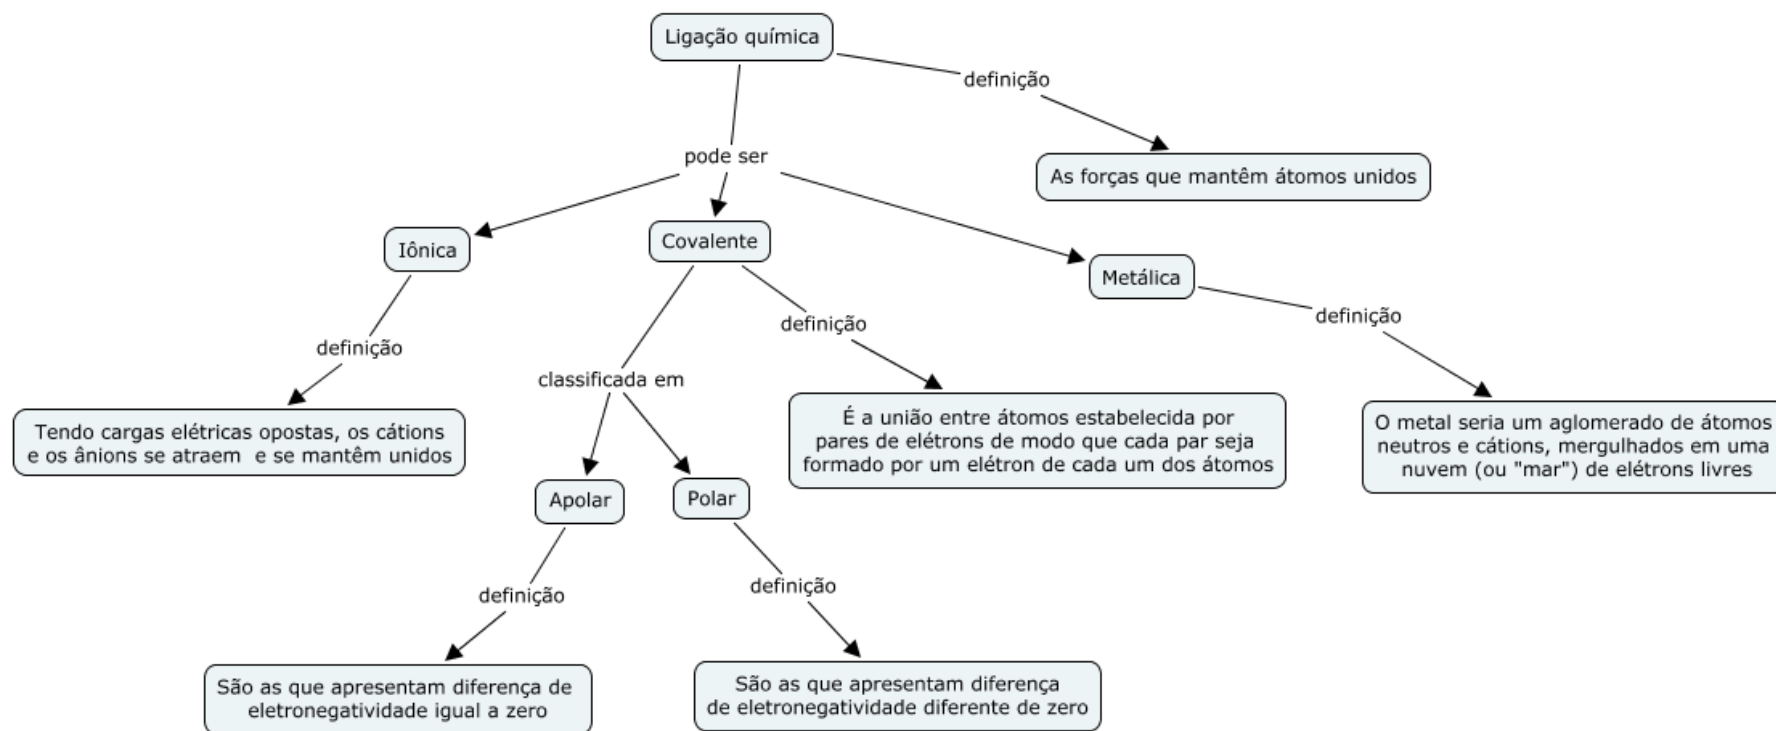 Ligação química
definição
pode ser
As forças que mantêm átomos unidos
Iônica
Covalente
Metálica
definição
definição
definição
classificada em
Tendo cargas elétricas opostas, os cátions
e os ânions se atraem e se mantêm unidos
É a união entre átomos estabelecida por
pares de elétrons de modo que cada par seja
formado por um elétron de cada um dos átomos
O metal seria um aglomerado de átomos
neutros e cátions, mergulhados em uma
nuvem (ou "mar") de elétrons livres
Apolar
Polar
definição
definição
São as que apresentam diferença de
eletronegatividade igual a zero
São as que apresentam diferença
de eletronegatividade diferente de zero